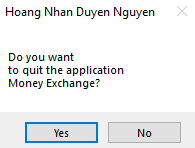 Hoang Nhan Duyen Nguyen
Do you want
to quit the application
Money Exchange?
Yes
No